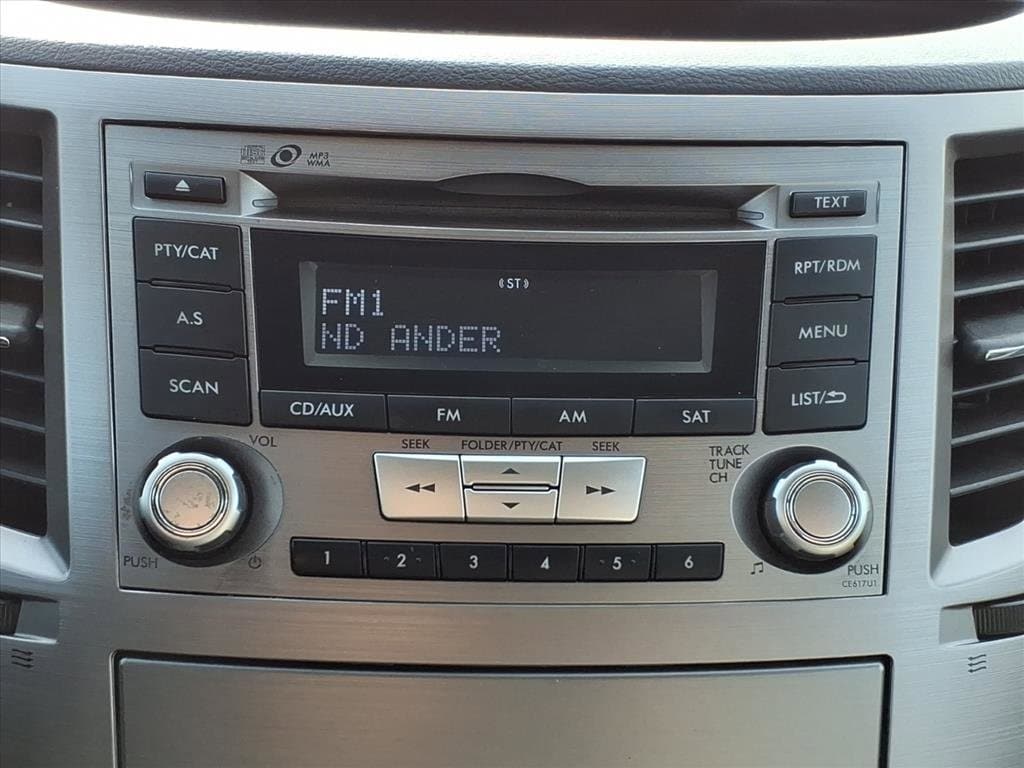 MP3
WMA
TEXT
PTY/CAT
RPT/RDM
(ST)
FM1
ND ANDER
A.S
MENU
SCAN
LIST/
CD/AUX
FM
AM
SAT
VOL
SEEK
FOLDER/PTY/CAT
SEEK
TRACK
TUNE
CH
1
2
3
4
5
6
PUSH
PUSH
CE617U1